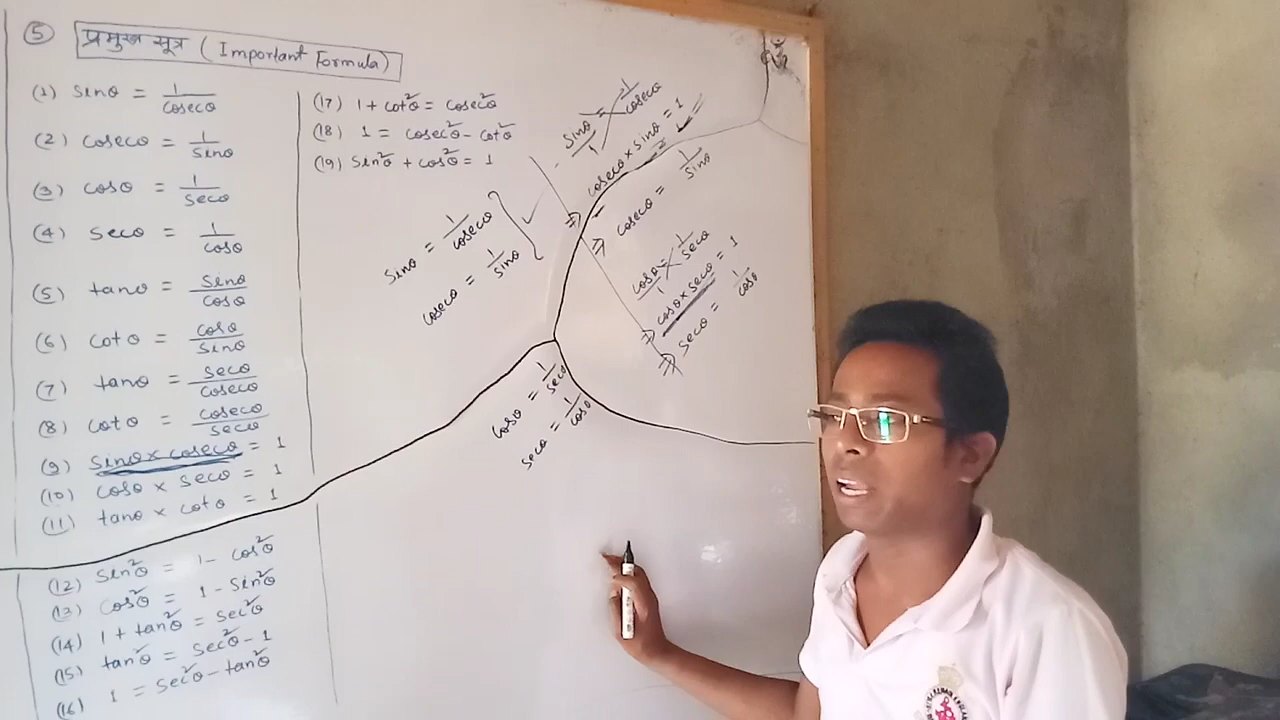 ⑤ प्रमुख सूत्र ( Important Formula)
(1) sinθ = 1/cosecθ
(2) cosecθ = 1/sinθ
(3) cosθ = 1/secθ
(4) secθ = 1/cosθ
(5) tanθ = sinθ/cosθ
(6) cotθ = cosθ/sinθ
(7) tanθ = secθ/cosecθ
(8) cotθ = cosecθ/secθ
(9) sinθ × cosecθ = 1
(10) cosθ × secθ = 1
(11) tanθ × cotθ = 1
(12) sin²θ = 1 - cos²θ
(13) cos²θ = 1 - sin²θ
(14) 1 + tan²θ = sec²θ
(15) tan²θ = sec²θ - 1
(16) 1 = sec²θ - tan²θ
(17) 1 + cot²θ = cosec²θ
(18) 1 = cosec²θ - cot²θ
(19) sin²θ + cos²θ = 1
sinθ = 1/cosecθ
cosecθ = 1/sinθ
sinθ/1 = 1/cosecθ
⇒ cosecθ × sinθ = 1
⇒ cosecθ = 1/sinθ
cosθ/1 = 1/secθ
⇒ cosθ × secθ = 1
⇒ secθ = 1/cosθ
cosθ = 1/secθ
secθ = 1/cosθ